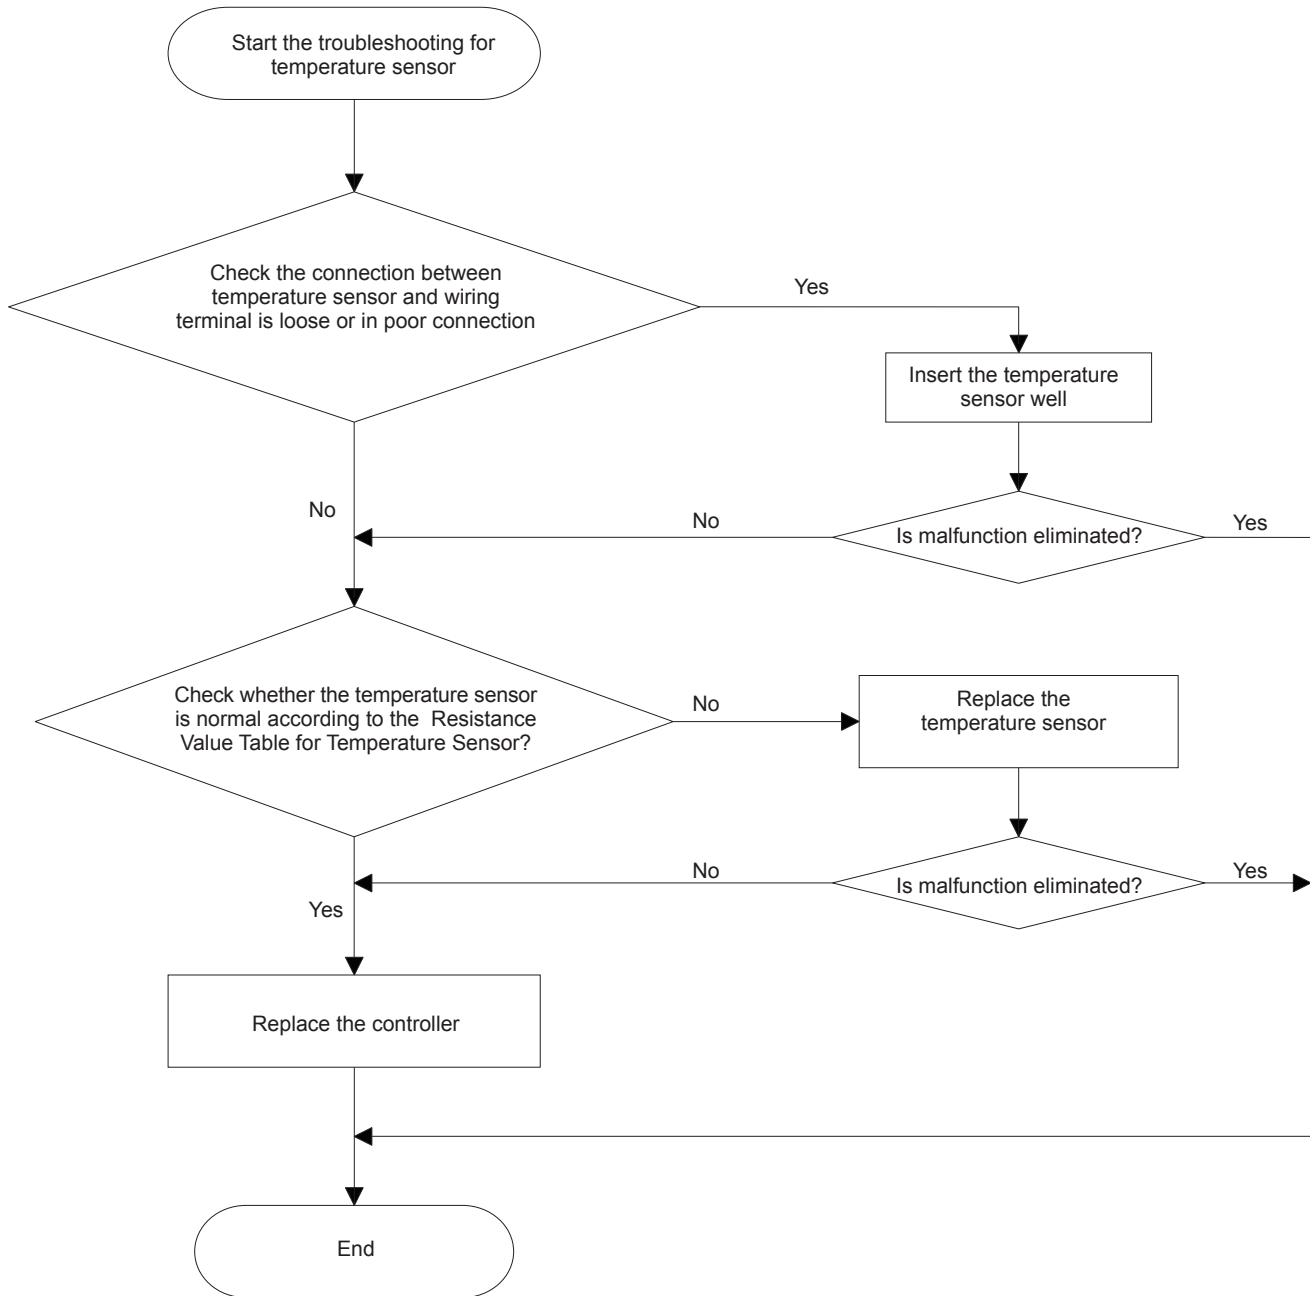 Start the troubleshooting for
temperature sensor
Check the connection between
temperature sensor and wiring
terminal is loose or in poor connection
Yes
Insert the temperature
sensor well
No
No
Is malfunction eliminated?
Yes
Check whether the temperature sensor
is normal according to the  Resistance
Value Table for Temperature Sensor?
No
Replace the
temperature sensor
No
Is malfunction eliminated?
Yes
Yes
Replace the controller
End